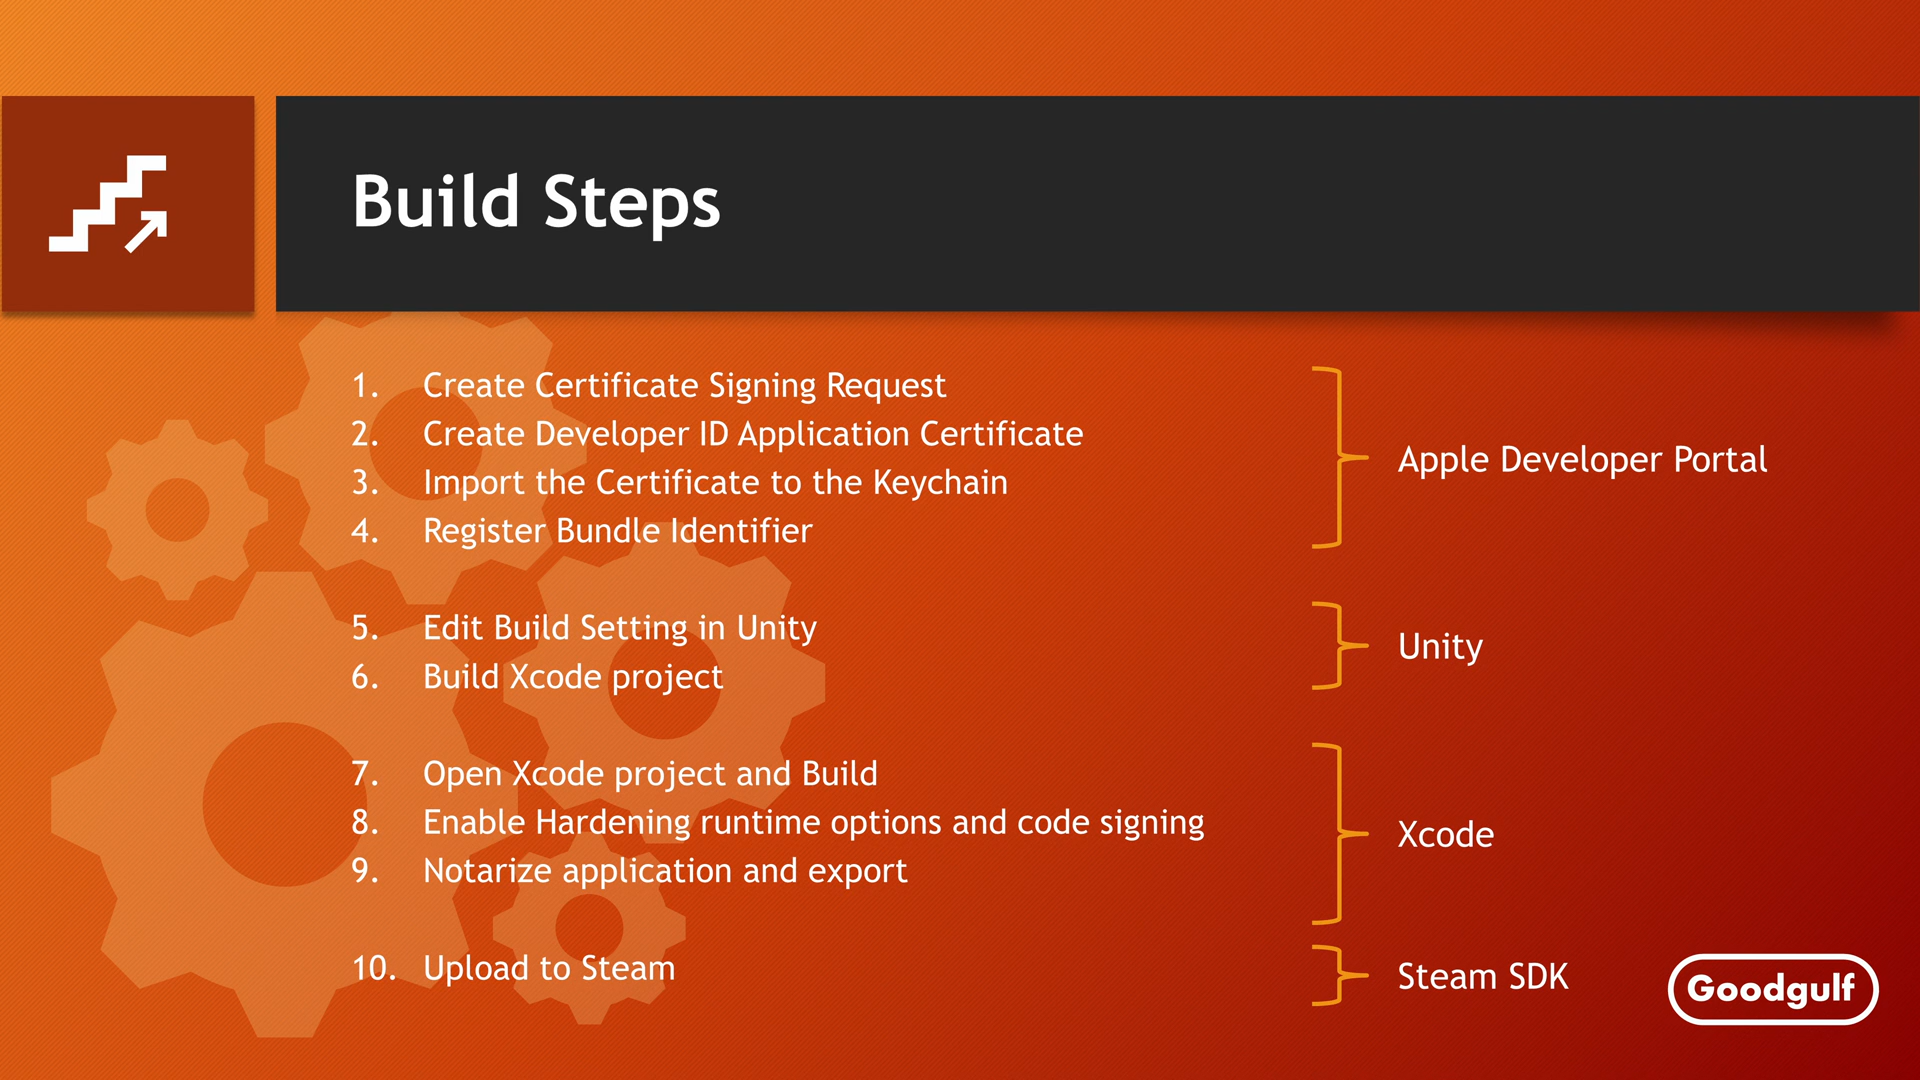 Build Steps
1. Create Certificate Signing Request
2. Create Developer ID Application Certificate
3. Import the Certificate to the Keychain
4. Register Bundle Identifier
Apple Developer Portal
5. Edit Build Setting in Unity
6. Build Xcode project
Unity
7. Open Xcode project and Build
8. Enable Hardening runtime options and code signing
9. Notarize application and export
Xcode
10. Upload to Steam
Steam SDK
Goodgulf